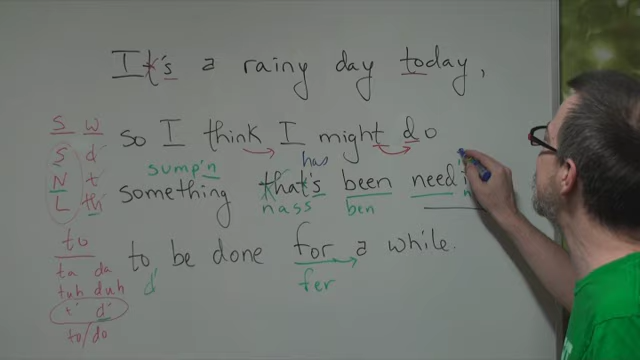 It's a rainy day today,
S w
so I think I might do
S d
has
sump'n
N t
something that's been need'
L th
nass ben
to
to be done for a while.
ta da
d' fer
tuh duh
t' d'
to/do